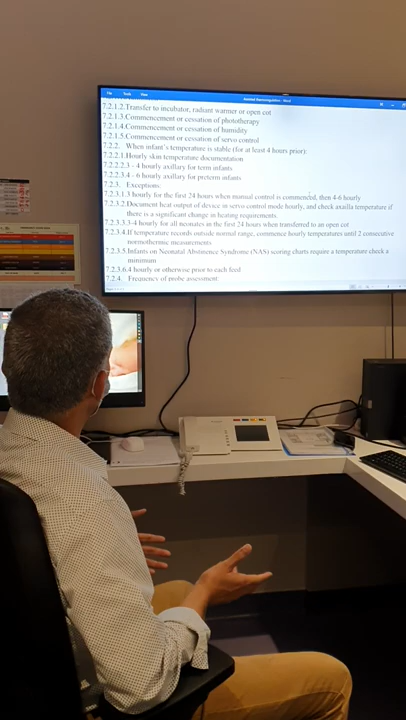 File Tools View
7.2.1.2.Transfer to incubator, radiant warmer or open cot
7.2.1.3.Commencement or cessation of phototherapy
7.2.1.4.Commencement or cessation of humidity
7.2.1.5.Commencement or cessation of servo control
7.2.2. When infant's temperature is stable (for at least 4 hours prior)
7.2.2.1.Hourly skin temperature documentation
7.2.2.2.3 - 4 hourly axillary for term infants
7.2.2.3.4 - 6 hourly axillary for preterm infants
7.2.3. Exceptions:
7.2.3.1.3 hourly for the first 24 hours when manual control is commenced, then 4-6 hourly
7.2.3.2.Document heat output of device in servo control mode hourly, and check axailla temperature if
there is a significant change in heating requirements.
7.2.3.3.3-4 hourly for all neonates in the first 24 hours when transferred to an open cot
7.2.3.4.If temperature records outside normal range, commence hourly temperatures until 2 consecutive
normothermic measurements
7.2.3.5.Infants on Neonatal Abstinence Syndrome (NAS) scoring charts require a temperature check a
minimum
7.2.3.6.4 hourly or otherwise prior to each feed
7.2.4. Frequency of probe assessment: